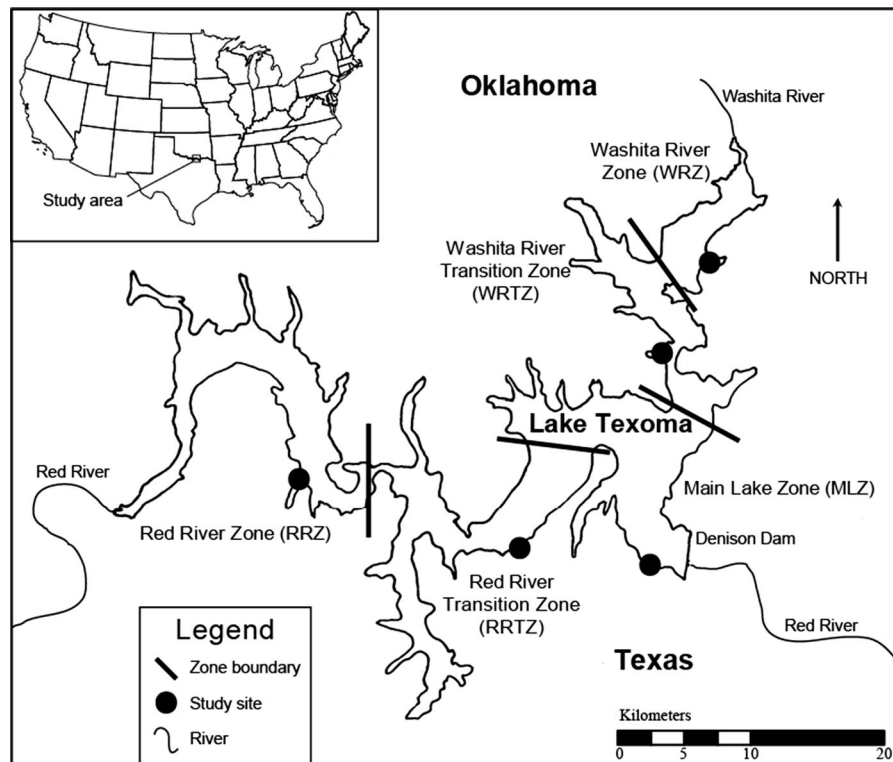 Study area
Oklahoma
Washita River
Washita River
Zone (WRZ)
Washita River
Transition Zone
(WRTZ)
NORTH
Lake Texoma
Red River
Red River Zone (RRZ)
Main Lake Zone (MLZ)
Denison Dam
Red River
Transition Zone
(RRTZ)
Red River
Texas
Legend
Zone boundary
Study site
River
Kilometers
0 5 10 20